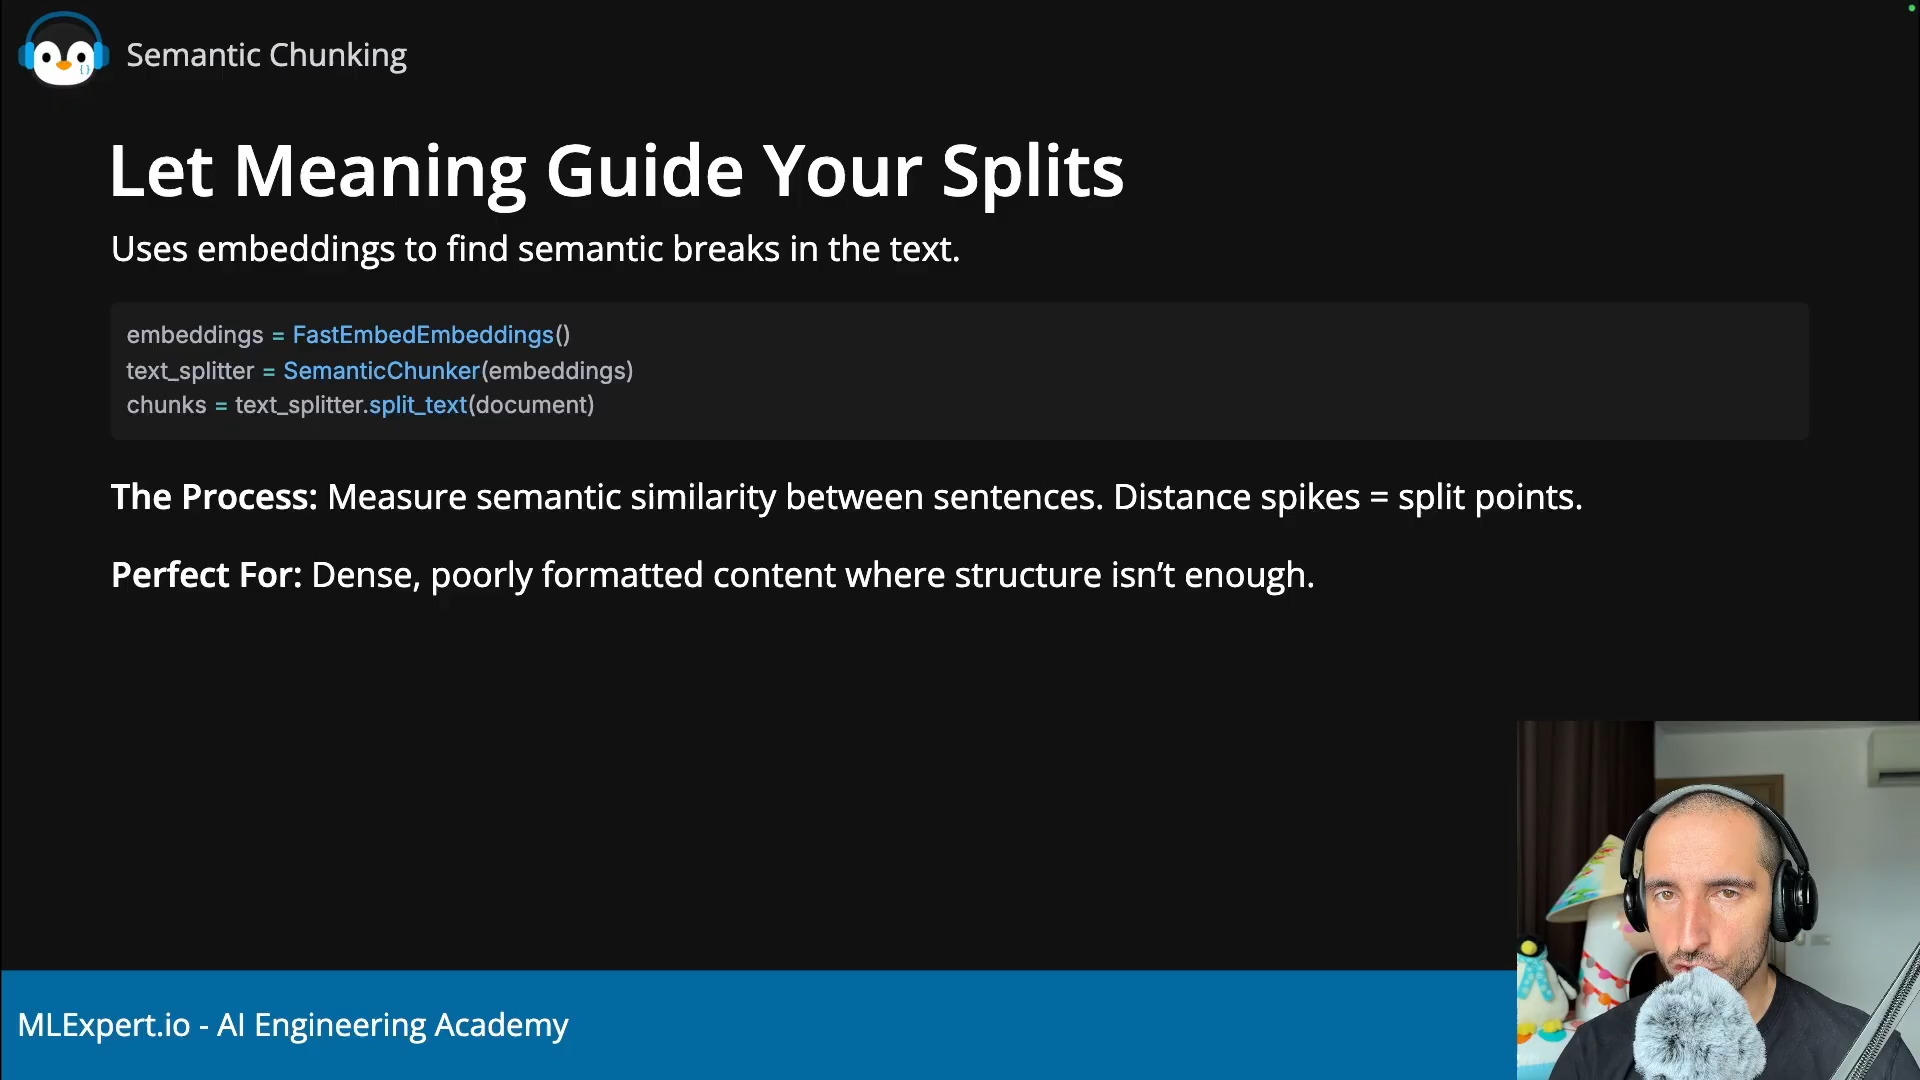 Semantic Chunking
Let Meaning Guide Your Splits
Uses embeddings to find semantic breaks in the text.
embeddings = FastEmbedEmbeddings()
text_splitter = SemanticChunker(embeddings)
chunks = text_splitter.split_text(document)
The Process: Measure semantic similarity between sentences. Distance spikes = split points.
Perfect For: Dense, poorly formatted content where structure isn’t enough.
MLExpert.io - AI Engineering Academy